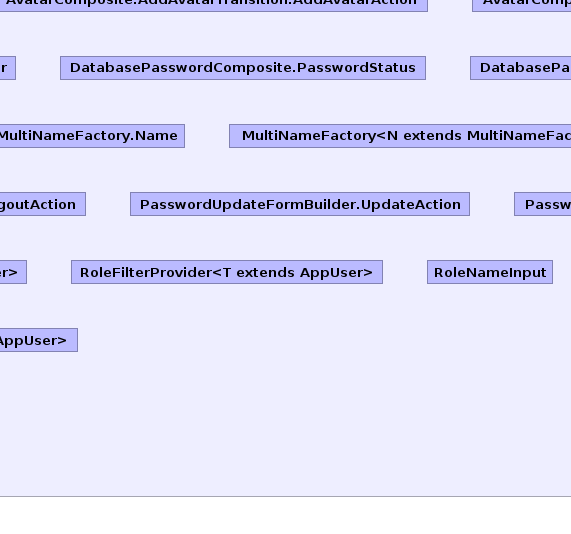 AvatarComposite.AddAvatarTransition.AddAvatarAction AvatarComp
r DatabasePasswordComposite.PasswordStatus DatabasePa
MultiNameFactory.Name MultiNameFactory<N extends MultiNameFac
goutAction PasswordUpdateFormBuilder.UpdateAction Passw
er> RoleFilterProvider<T extends AppUser> RoleNameInput
AppUser>